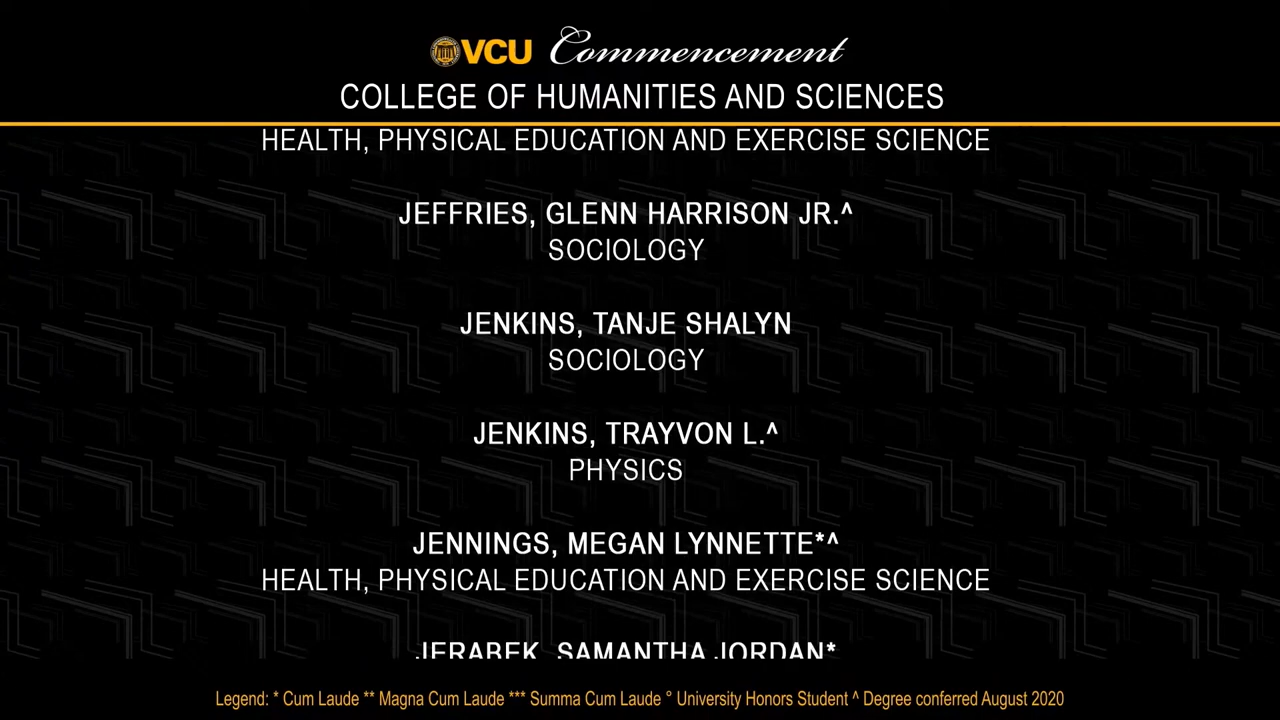 VCU Commencement
COLLEGE OF HUMANITIES AND SCIENCES
HEALTH, PHYSICAL EDUCATION AND EXERCISE SCIENCE
JEFFRIES, GLENN HARRISON JR.^
SOCIOLOGY
JENKINS, TANJE SHALYN
SOCIOLOGY
JENKINS, TRAYVON L.^
PHYSICS
JENNINGS, MEGAN LYNNETTE*^
HEALTH, PHYSICAL EDUCATION AND EXERCISE SCIENCE
JERABEK, SAMANTHA JORDAN*
Legend: * Cum Laude ** Magna Cum Laude *** Summa Cum Laude ° University Honors Student ^ Degree conferred August 2020